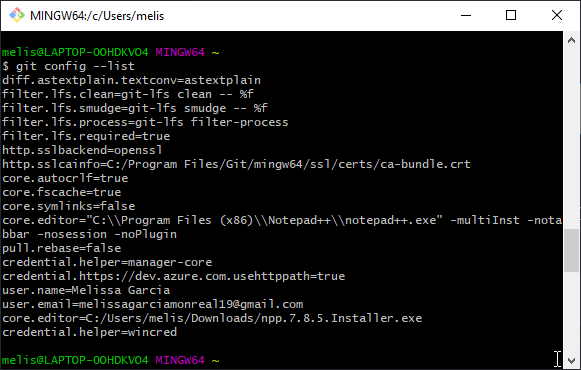 MINGW64:/c/Users/melis
melis@LAPTOP-OOHDKVO4 MINGW64 ~
$ git config --list
diff.astextplain.textconv=astextplain
filter.lfs.clean=git-lfs clean -- %f
filter.lfs.smudge=git-lfs smudge -- %f
filter.lfs.process=git-lfs filter-process
filter.lfs.required=true
http.sslbackend=openssl
http.sslcainfo=C:/Program Files/Git/mingw64/ssl/certs/ca-bundle.crt
core.autocrlf=true
core.fscache=true
core.symlinks=false
core.editor="C:\\Program Files (x86)\\Notepad++\\notepad++.exe" -multiInst -nota
bbar -nosession -noPlugin
pull.rebase=false
credential.helper=manager-core
credential.https://dev.azure.com.usehttppath=true
user.name=Melissa Garcia
user.email=melissagarciamonreal19@gmail.com
core.editor=C:/Users/melis/Downloads/npp.7.8.5.Installer.exe
credential.helper=wincred
melis@LAPTOP-OOHDKVO4 MINGW64 ~